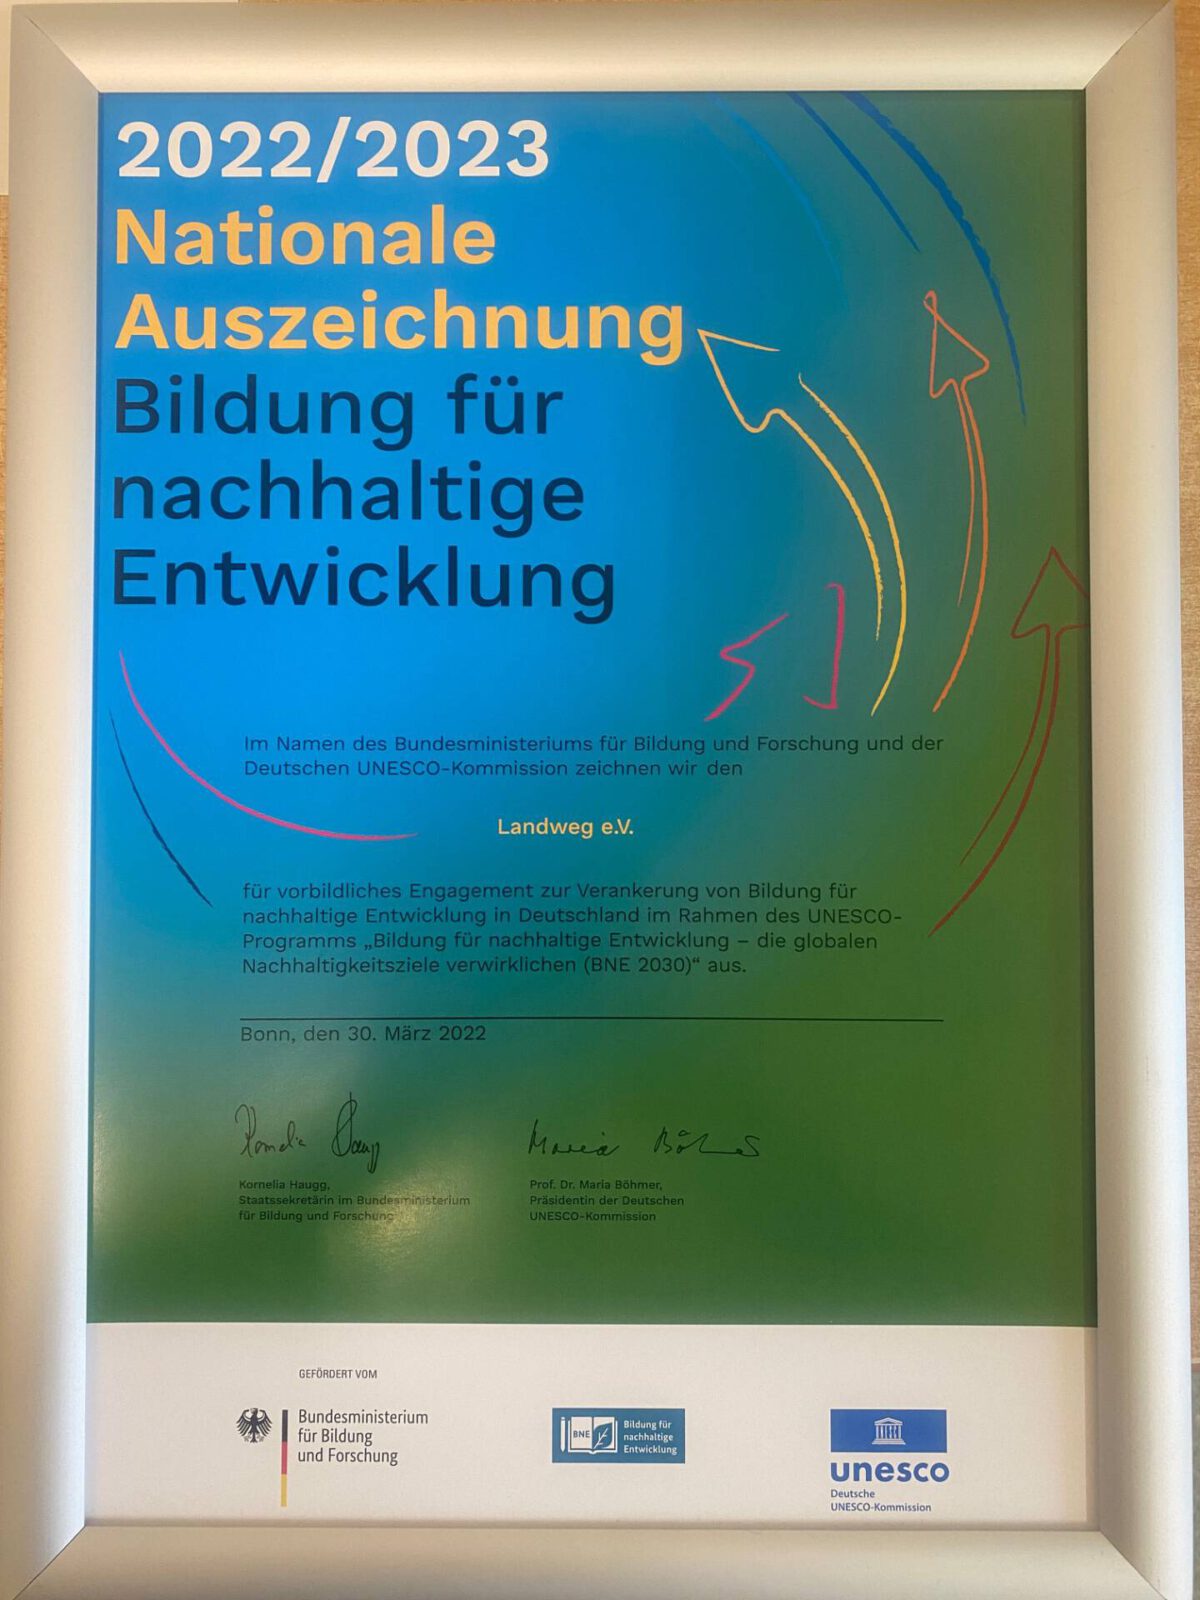 2022/2023
Nationale
Auszeichnung
Bildung für
nachhaltige
Entwicklung
Im Namen des Bundesministeriums für Bildung und Forschung und der
Deutschen UNESCO-Kommission zeichnen wir den
Landweg e.V.
für vorbildliches Engagement zur Verankerung von Bildung für
nachhaltige Entwicklung in Deutschland im Rahmen des UNESCO-
Programms „Bildung für nachhaltige Entwicklung – die globalen
Nachhaltigkeitsziele verwirklichen (BNE 2030)“ aus.
Bonn, den 30. März 2022
Kornelia Haugg
Maria Böhmer
Kornelia Haugg,
Staatssekretärin im Bundesministerium
für Bildung und Forschung
Prof. Dr. Maria Böhmer,
Präsidentin der Deutschen
UNESCO-Kommission
GEFÖRDERT VOM
Bundesministerium
für Bildung
und Forschung
BNE
Bildung für
nachhaltige
Entwicklung
unesco
Deutsche
UNESCO-Kommission